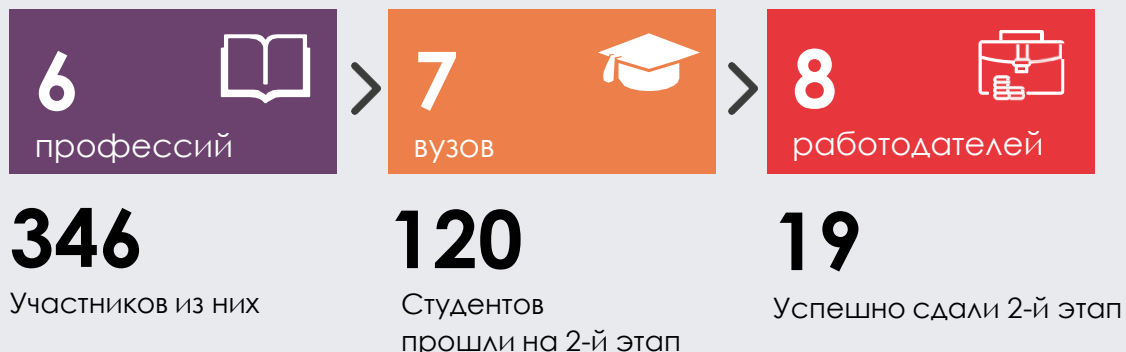 6
профессий
7
вузов
8
работодателей
346
Участников из них
120
Студентов
прошли на 2-й этап
19
Успешно сдали 2-й этап